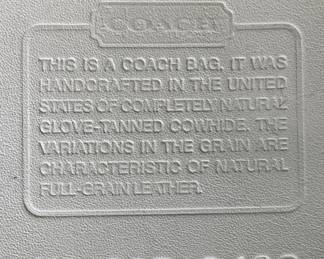 COACH
THIS IS A COACH BAG. IT WAS
HANDCRAFTED IN THE UNITED
STATES OF COMPLETELY NATURAL
GLOVE-TANNED COWHIDE. THE
VARIATIONS IN THE GRAIN ARE
CHARACTERISTIC OF NATURAL
FULL-GRAIN LEATHER.